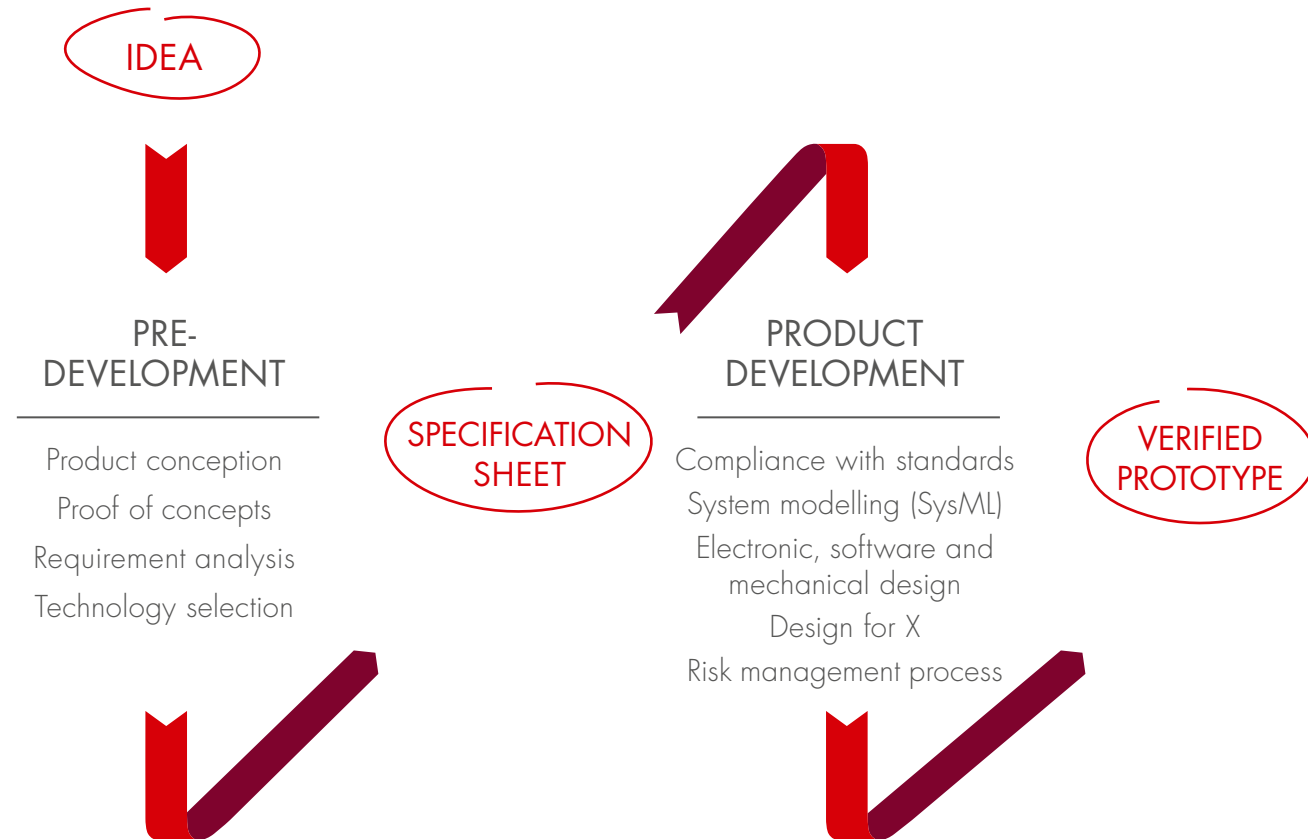 IDEA
PRE-
DEVELOPMENT
Product conception
Proof of concepts
Requirement analysis
Technology selection
SPECIFICATION
SHEET
PRODUCT
DEVELOPMENT
Compliance with standards
System modelling (SysML)
Electronic, software and
mechanical design
Design for X
Risk management process
VERIFIED
PROTOTYPE